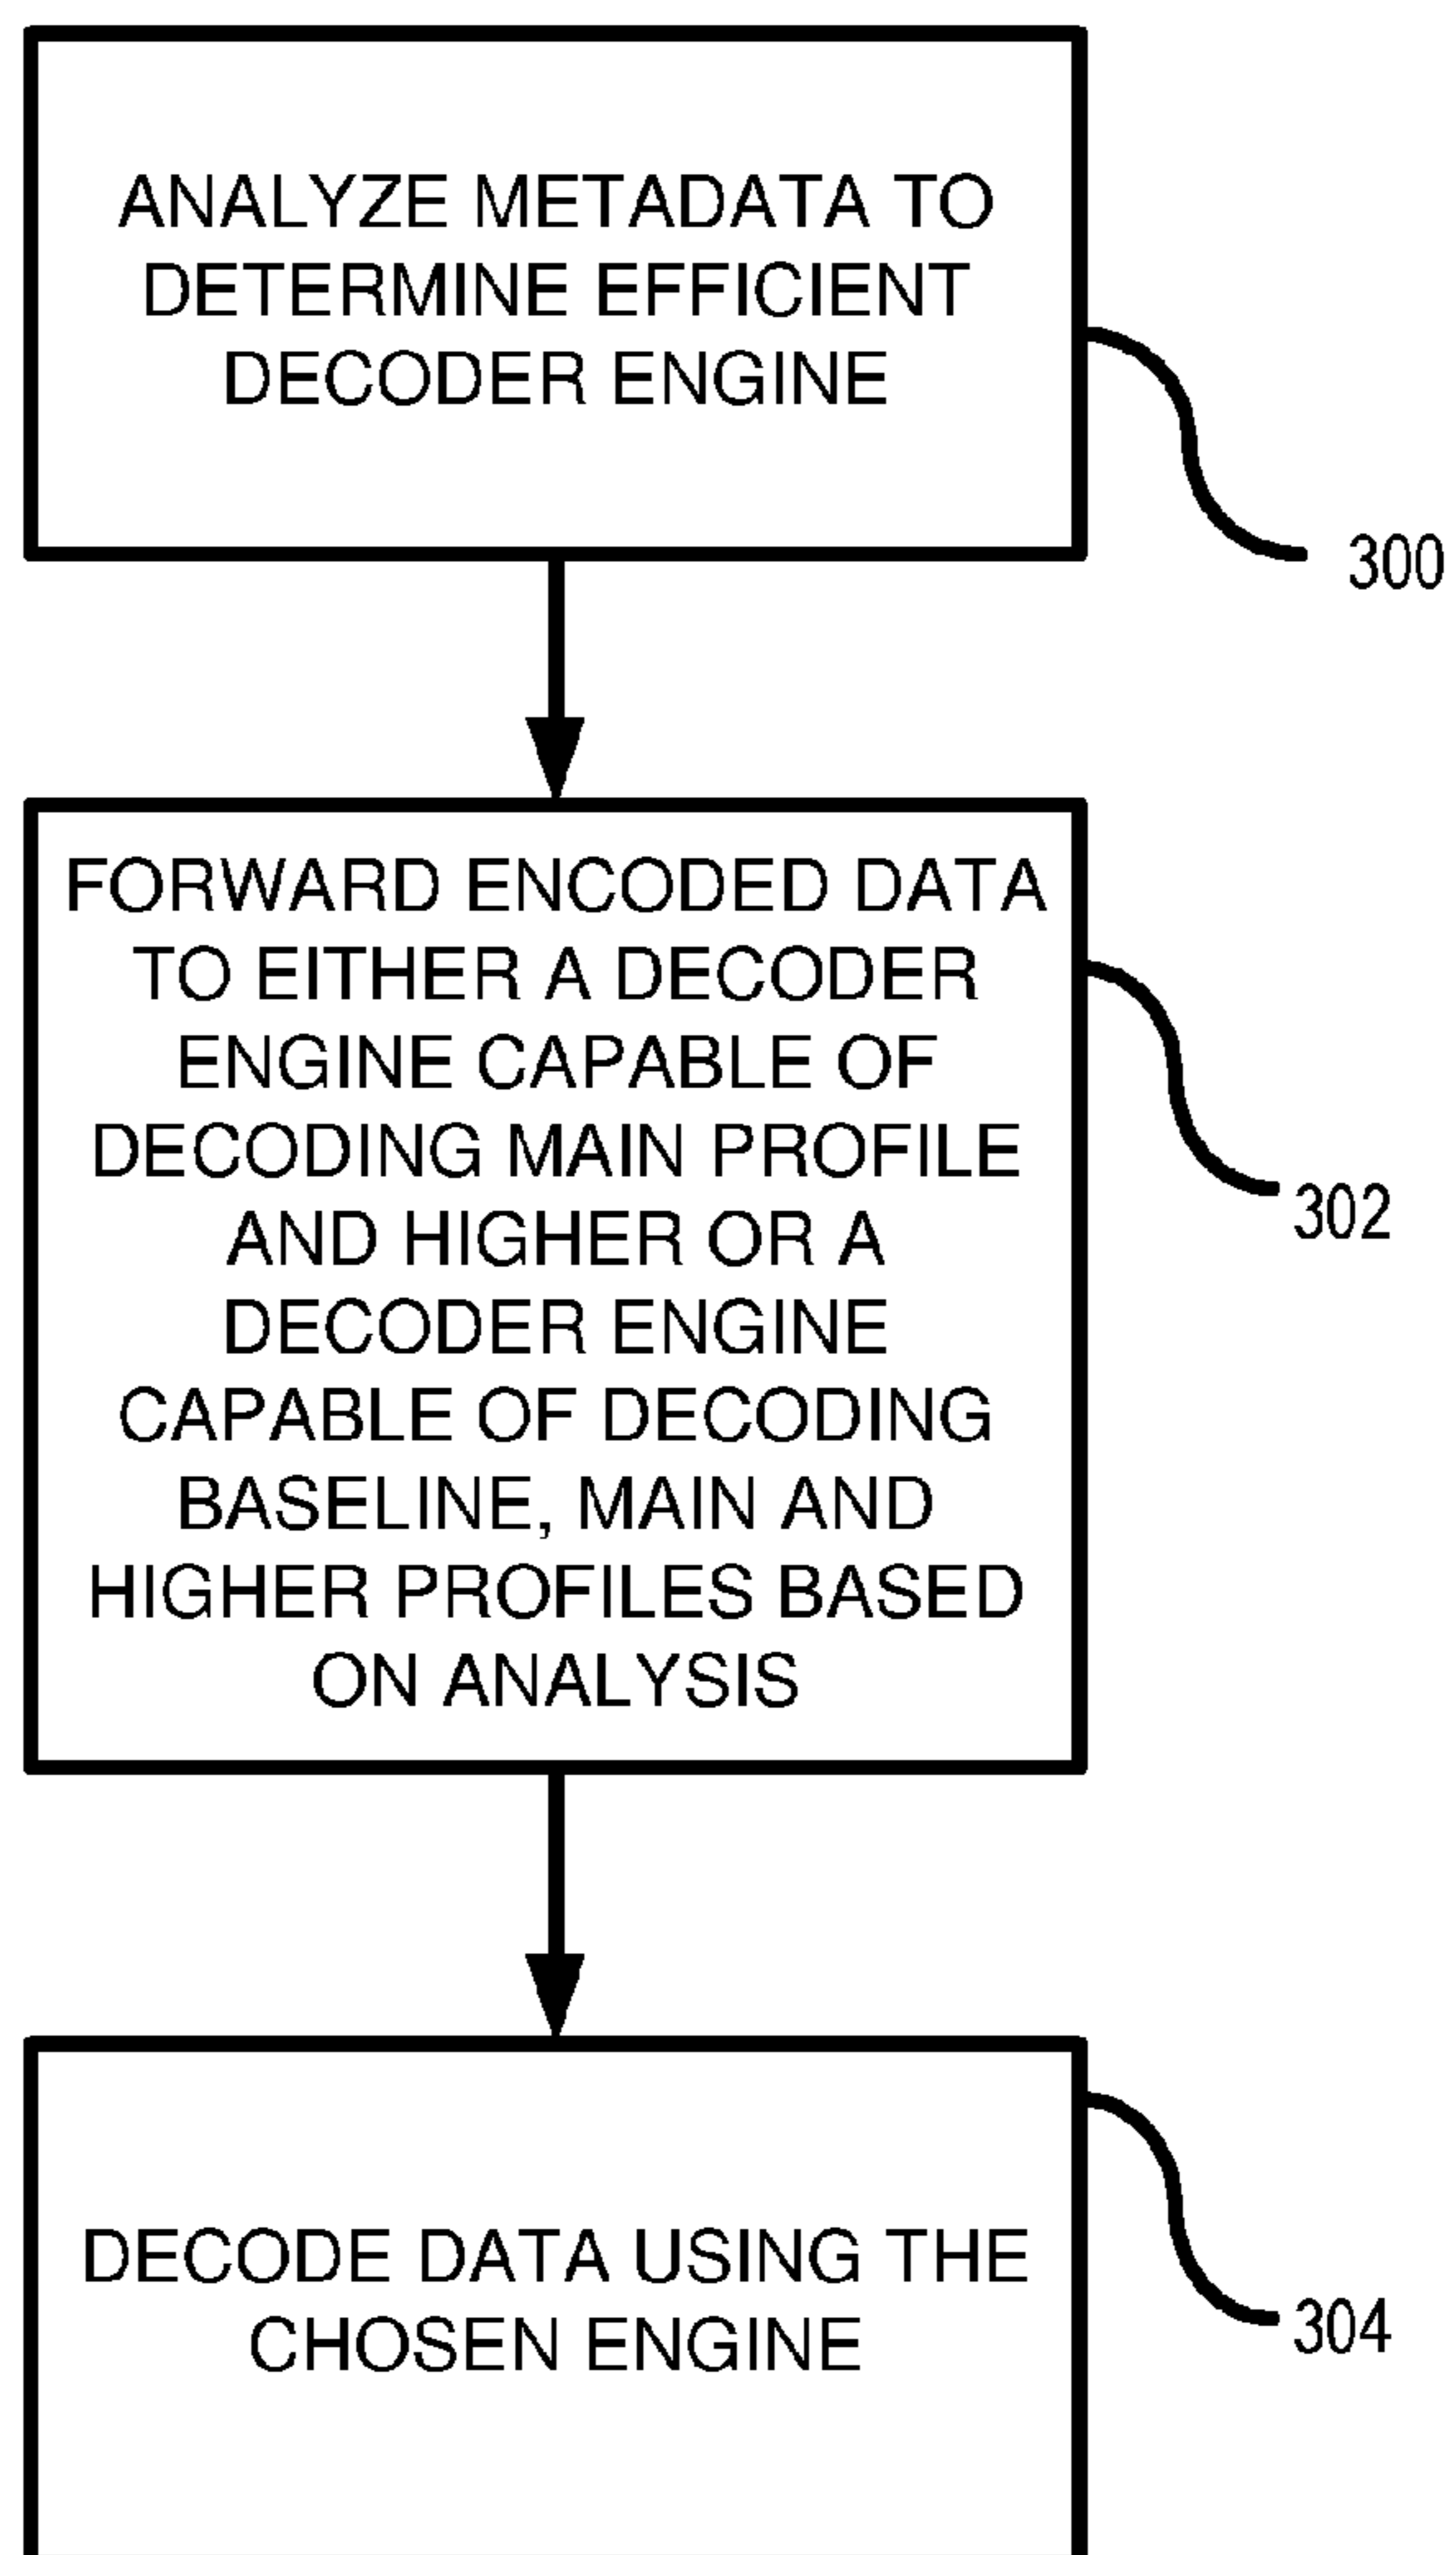 ANALYZE METADATA TO
DETERMINE EFFICIENT
DECODER ENGINE
300
FORWARD ENCODED DATA
TO EITHER A DECODER
ENGINE CAPABLE OF
DECODING MAIN PROFILE
AND HIGHER OR A
DECODER ENGINE
CAPABLE OF DECODING
BASELINE, MAIN AND
HIGHER PROFILES BASED
ON ANALYSIS
302
DECODE DATA USING THE
CHOSEN ENGINE
304